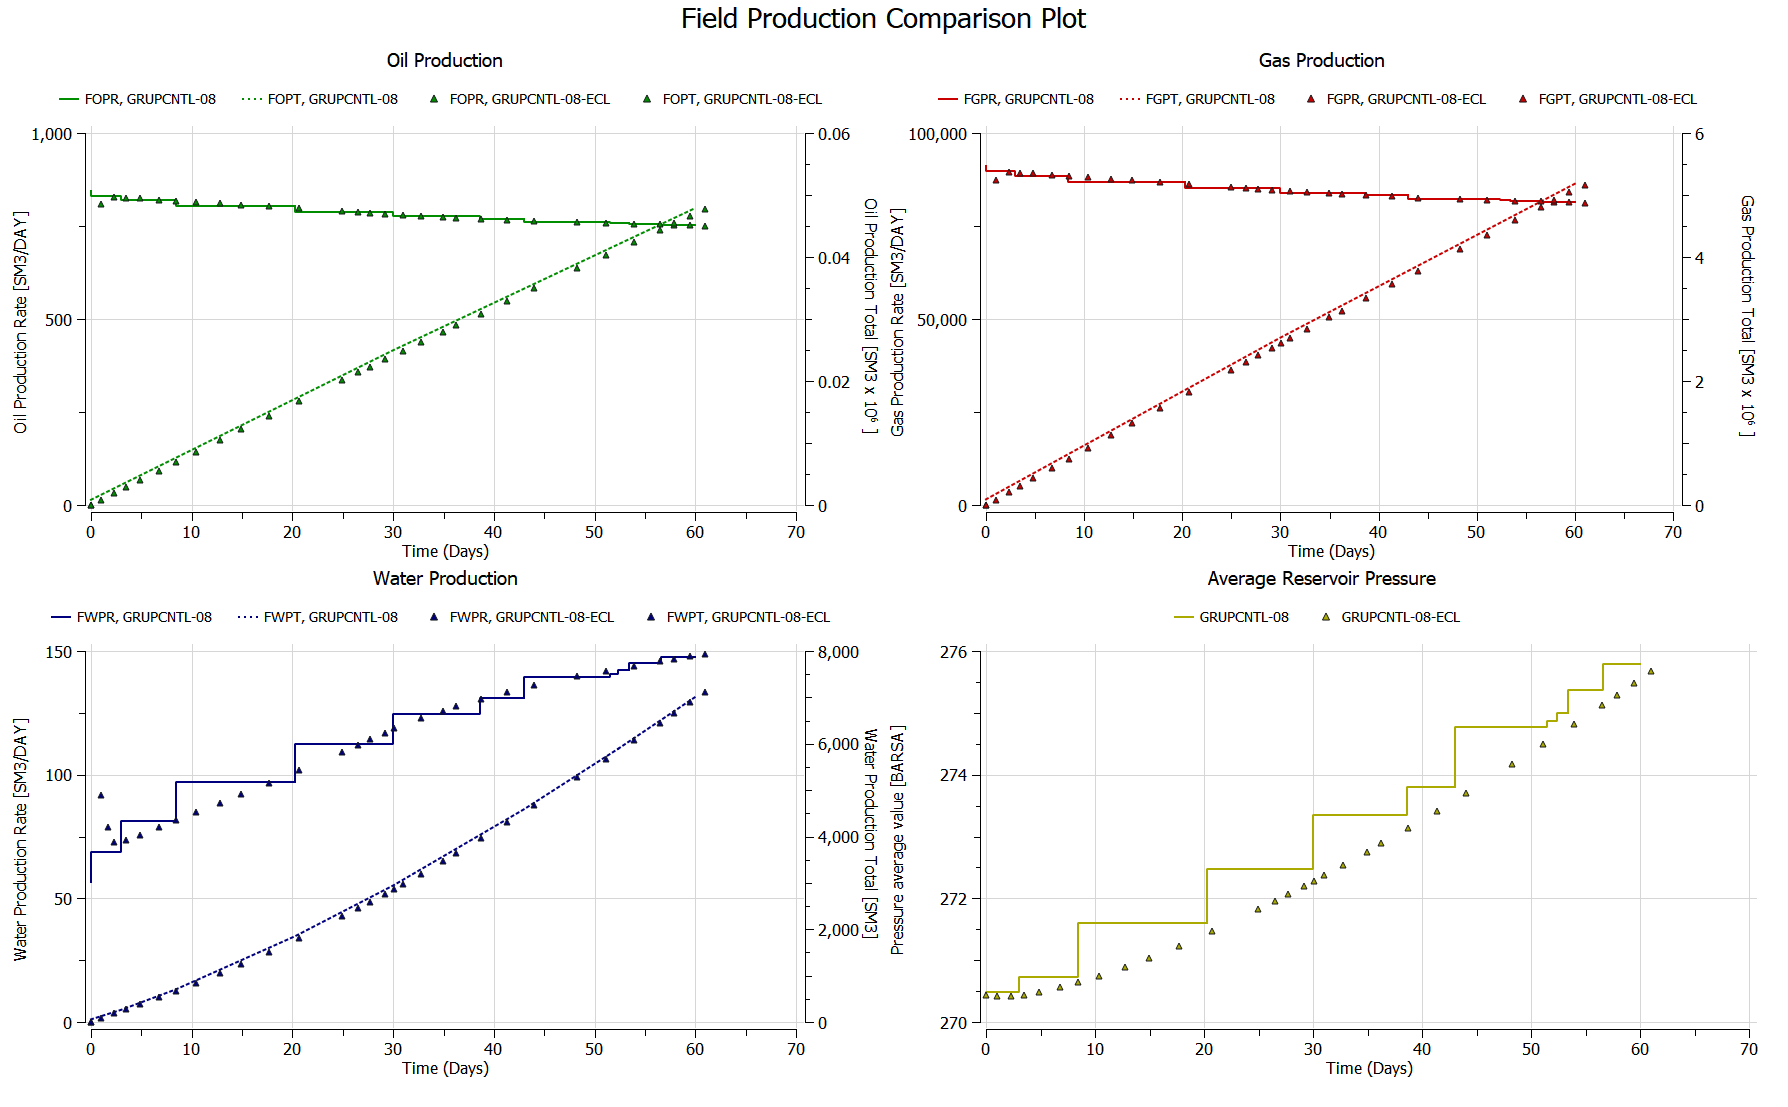 Field Production Comparison Plot
Oil Production
FOPR, GRUPCNTL-08 FOPT, GRUPCNTL-08 FOPR, GRUPCNTL-08-ECL FOPT, GRUPCNTL-08-ECL
Oil Production Rate [SM3/DAY]
1,000
500
0
Oil Production Total [SM3 x 10⁶ ]
0.06
0.04
0.02
0
0 10 20 30 40 50 60 70
Time (Days)
Gas Production
FGPR, GRUPCNTL-08 FGPT, GRUPCNTL-08 FGPR, GRUPCNTL-08-ECL FGPT, GRUPCNTL-08-ECL
Gas Production Rate [SM3/DAY]
100,000
50,000
0
Gas Production Total [SM3 x 10⁶ ]
6
4
2
0
0 10 20 30 40 50 60 70
Time (Days)
Water Production
FWPR, GRUPCNTL-08 FWPT, GRUPCNTL-08 FWPR, GRUPCNTL-08-ECL FWPT, GRUPCNTL-08-ECL
Water Production Rate [SM3/DAY]
150
100
50
0
Water Production Total [SM3]
8,000
6,000
4,000
2,000
0
0 10 20 30 40 50 60 70
Time (Days)
Average Reservoir Pressure
GRUPCNTL-08 GRUPCNTL-08-ECL
Pressure average value [BARSA]
276
274
272
270
0 10 20 30 40 50 60 70
Time (Days)